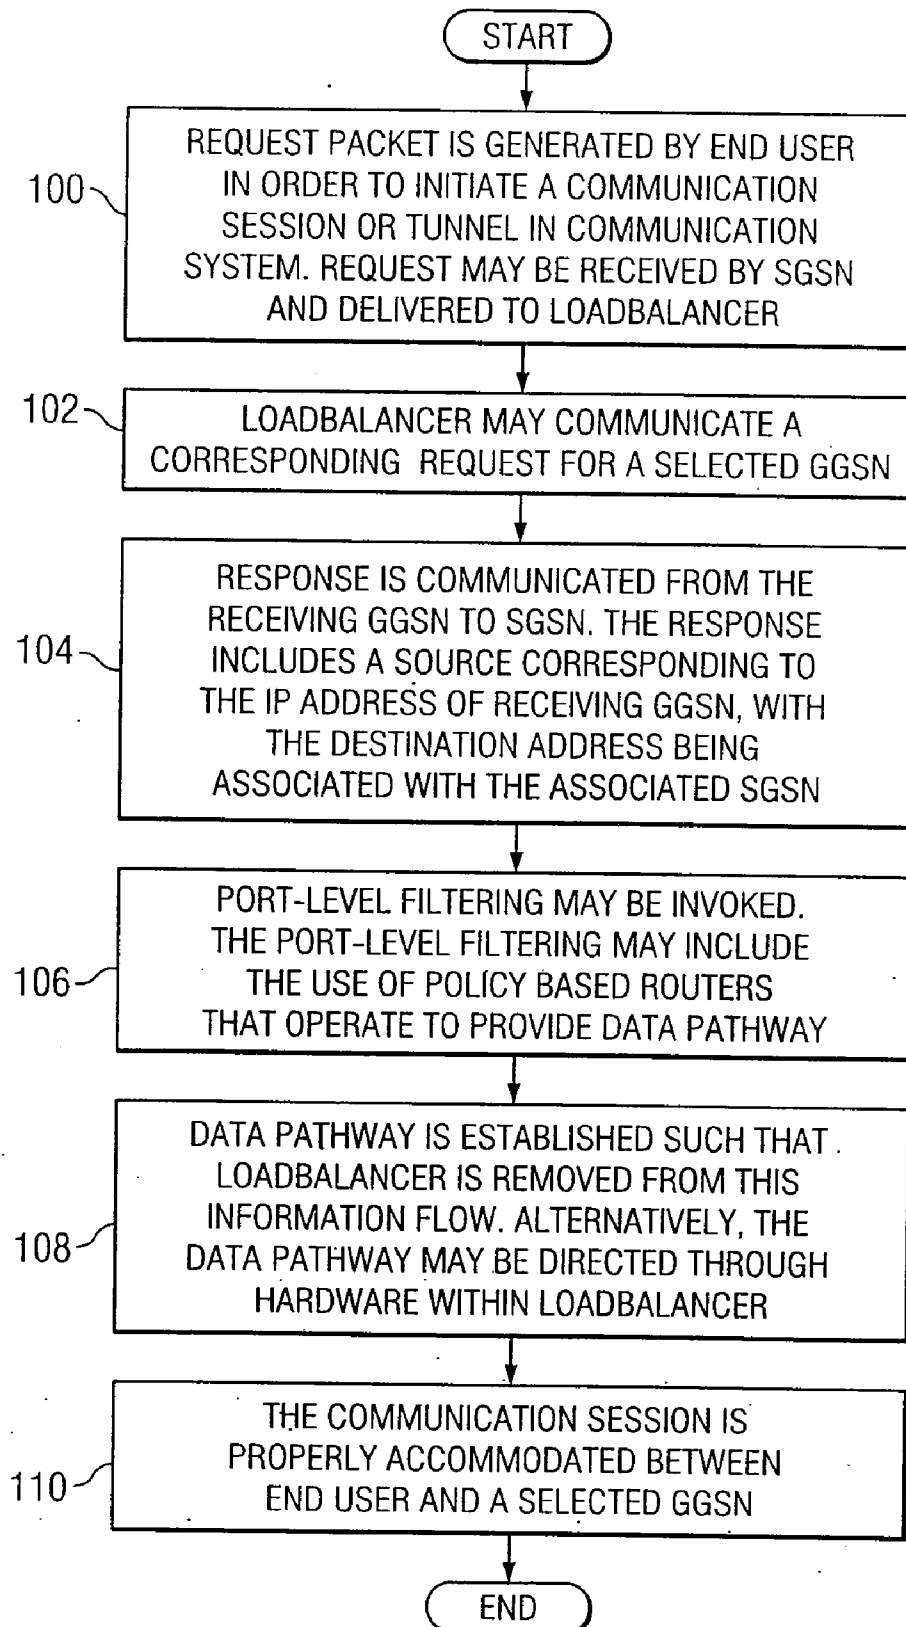 START
100
REQUEST PACKET IS GENERATED BY END USER
IN ORDER TO INITIATE A COMMUNICATION
SESSION OR TUNNEL IN COMMUNICATION
SYSTEM. REQUEST MAY BE RECEIVED BY SGSN
AND DELIVERED TO LOADBALANCER
102
LOADBALANCER MAY COMMUNICATE A
CORRESPONDING REQUEST FOR A SELECTED GGSN
104
RESPONSE IS COMMUNICATED FROM THE
RECEIVING GGSN TO SGSN. THE RESPONSE
INCLUDES A SOURCE CORRESPONDING TO
THE IP ADDRESS OF RECEIVING GGSN, WITH
THE DESTINATION ADDRESS BEING
ASSOCIATED WITH THE ASSOCIATED SGSN
106
PORT-LEVEL FILTERING MAY BE INVOKED.
THE PORT-LEVEL FILTERING MAY INCLUDE
THE USE OF POLICY BASED ROUTERS
THAT OPERATE TO PROVIDE DATA PATHWAY
108
DATA PATHWAY IS ESTABLISHED SUCH THAT
LOADBALANCER IS REMOVED FROM THIS
INFORMATION FLOW. ALTERNATIVELY, THE
DATA PATHWAY MAY BE DIRECTED THROUGH
HARDWARE WITHIN LOADBALANCER
110
THE COMMUNICATION SESSION IS
PROPERLY ACCOMMODATED BETWEEN
END USER AND A SELECTED GGSN
END